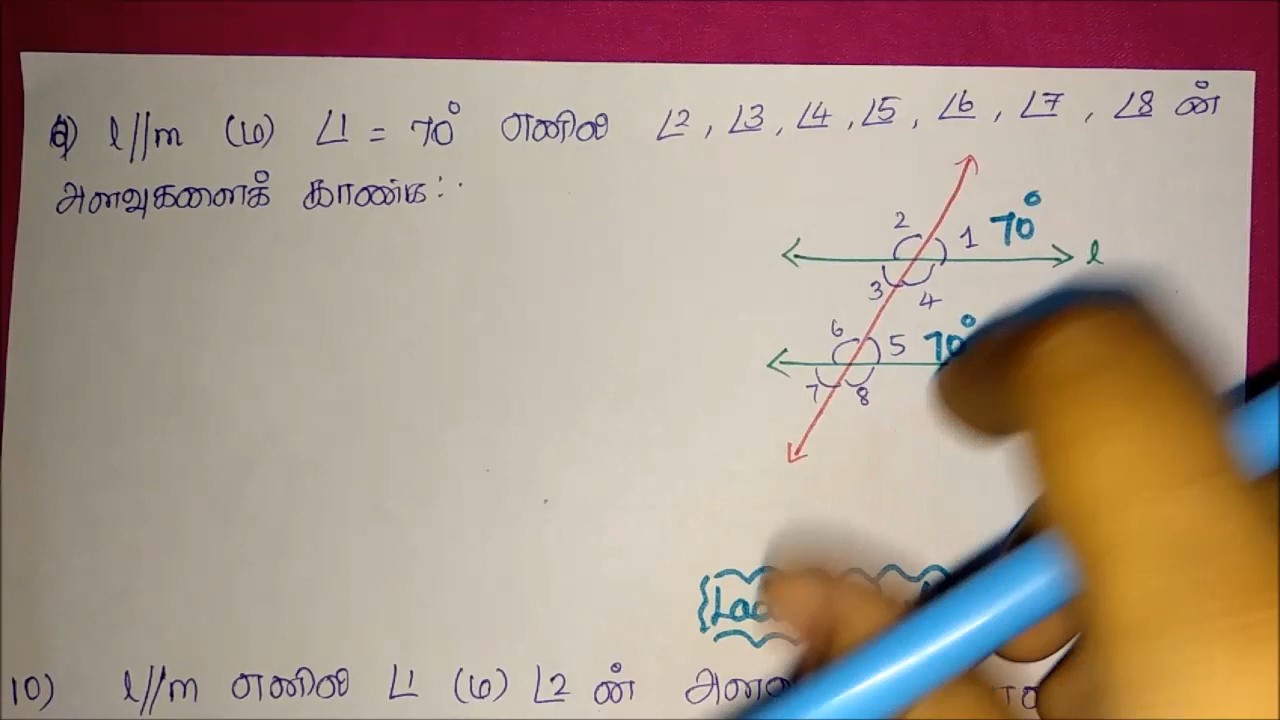 l//m (ம) ∠1 = 70° எனில் ∠2, ∠3, ∠4, ∠5, ∠6, ∠7, ∠8 ன்
அளவுகளைக் காண்க:·
2 1 70°
l
3 4
6 5 70°
7 8
10) l//m எனில் ∠1 (ம) ∠2 ன்